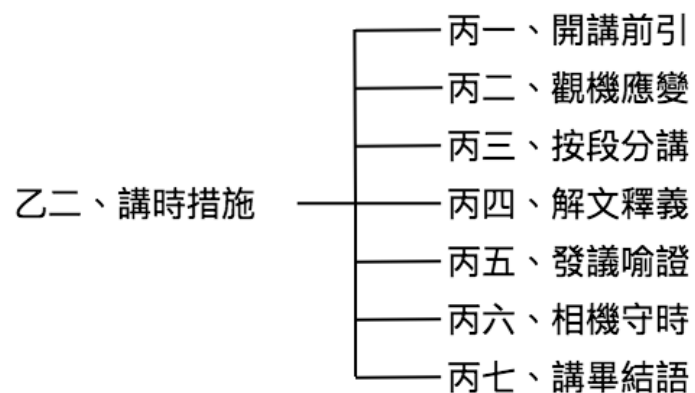 乙二、講時措施
丙一、開講前引
丙二、觀機應變
丙三、按段分講
丙四、解文釋義
丙五、發議喻證
丙六、相機守時
丙七、講畢結語